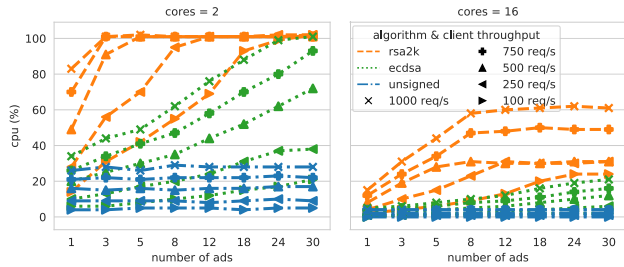 cores = 2
cores = 16
cpu (%)
100
80
60
40
20
0
1 3 5 8 12 18 24 30
number of ads
algorithm & client throughput
rsa2k
ecdsa
unsigned
1000 req/s
750 req/s
500 req/s
250 req/s
100 req/s
1 3 5 8 12 18 24 30
number of ads